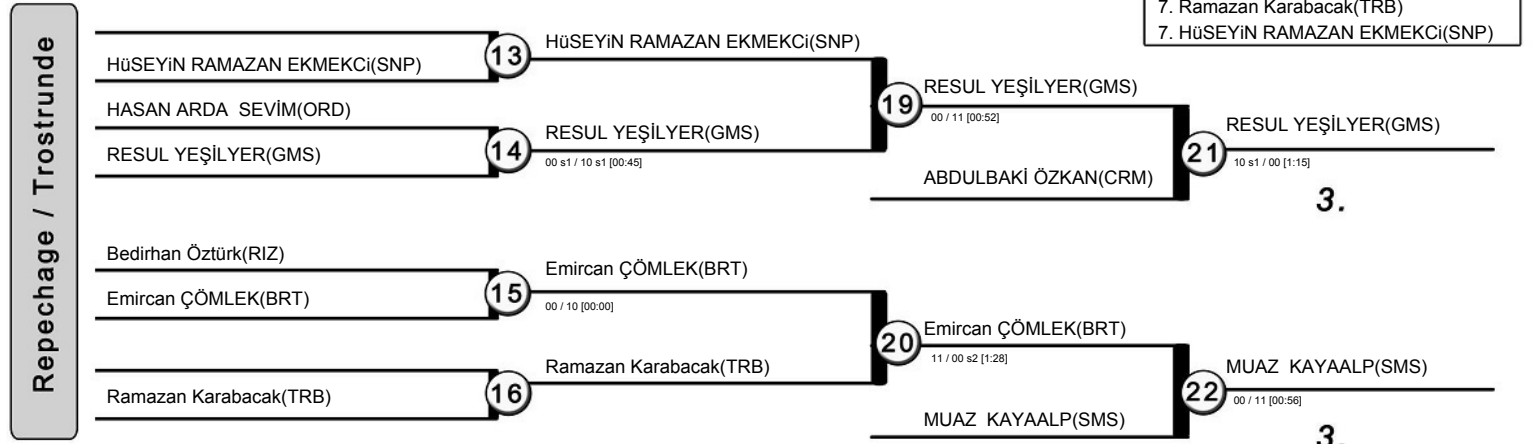 7. Ramazan Karabacak(TRB)
7. HüSEYiN RAMAZAN EKMEKCi(SNP)
Repechage / Trostrunde
HüSEYiN RAMAZAN EKMEKCi(SNP)
13
HüSEYiN RAMAZAN EKMEKCi(SNP)
HASAN ARDA  SEVİM(ORD)
RESUL YEŞİLYER(GMS)
14
RESUL YEŞİLYER(GMS)
00 s1 / 10 s1 [00:45]
19
RESUL YEŞİLYER(GMS)
00 / 11 [00:52]
ABDULBAKİ ÖZKAN(CRM)
21
RESUL YEŞİLYER(GMS)
10 s1 / 00 [1:15]
3.
Bedirhan Öztürk(RIZ)
Emircan ÇÖMLEK(BRT)
15
Emircan ÇÖMLEK(BRT)
00 / 10 [00:00]
Ramazan Karabacak(TRB)
16
Ramazan Karabacak(TRB)
20
Emircan ÇÖMLEK(BRT)
11 / 00 s2 [1:28]
MUAZ  KAYAALP(SMS)
22
MUAZ  KAYAALP(SMS)
00 / 11 [00:56]
3.